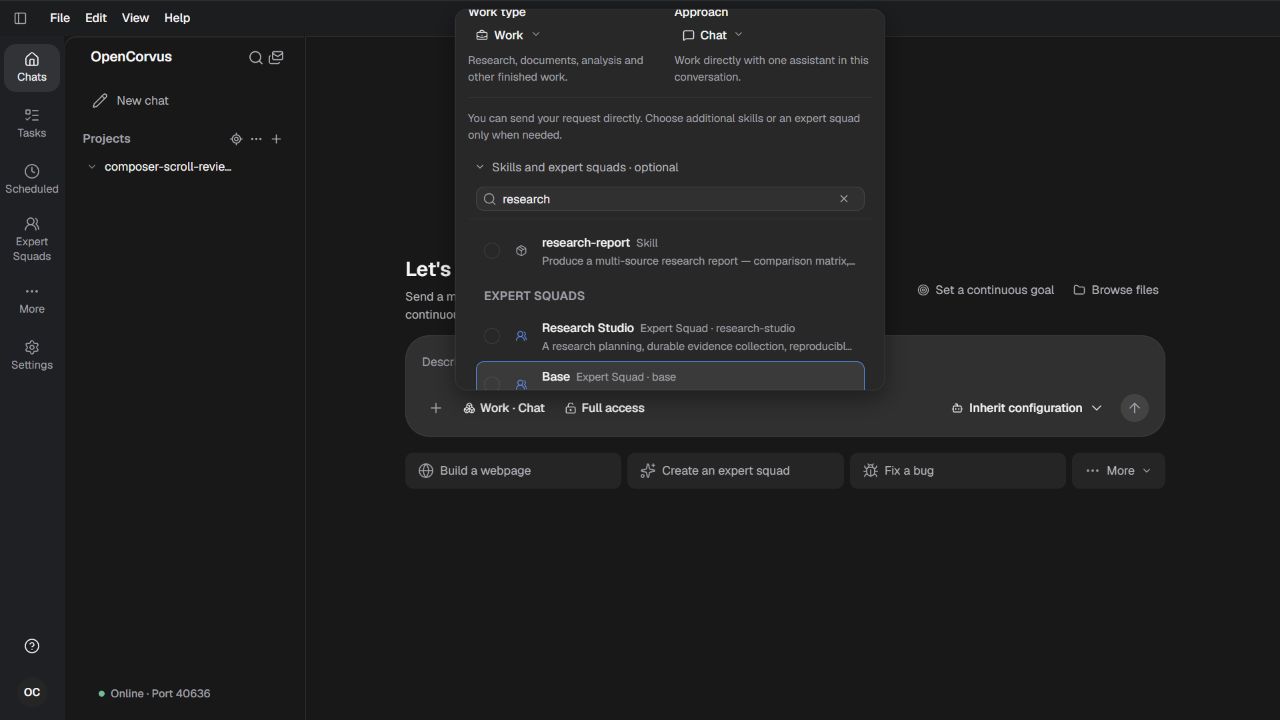 File Edit View Help
Chats
Tasks
Scheduled
Expert
Squads
More
Settings
OC
OpenCorvus
New chat
Projects
composer-scroll-revie...
Online · Port 40636
Work type
Work
Research, documents, analysis and
other finished work.
Approach
Chat
Work directly with one assistant in this
conversation.
You can send your request directly. Choose additional skills or an expert squad
only when needed.
Skills and expert squads · optional
research
research-report Skill
Produce a multi-source research report — comparison matrix,...
EXPERT SQUADS
Research Studio Expert Squad · research-studio
A research planning, durable evidence collection, reproducibl...
Base Expert Squad · base
Let's
Send a m
continuou
Set a continuous goal
Browse files
Descr
Work · Chat
Full access
Inherit configuration
Build a webpage
Create an expert squad
Fix a bug
More